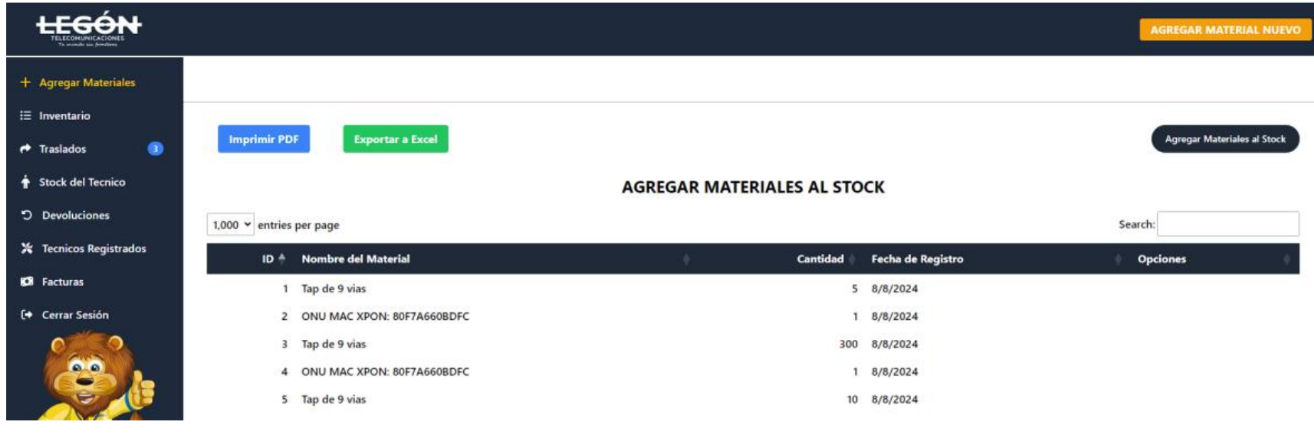 LEGÓN
TELECOMUNICACIONES
Tu mundo sin fronteras
AGREGAR MATERIAL NUEVO
Agregar Materiales
Inventario
Traslados 3
Stock del Tecnico
Devoluciones
Tecnicos Registrados
Facturas
Cerrar Sesión
Imprimir PDF Exportar a Excel Agregar Materiales al Stock
AGREGAR MATERIALES AL STOCK
1,000 entries per page Search:
ID Nombre del Material Cantidad Fecha de Registro Opciones
1 Tap de 9 vias 5 8/8/2024
2 ONU MAC XPON: 80F7A660BDFC 1 8/8/2024
3 Tap de 9 vias 300 8/8/2024
4 ONU MAC XPON: 80F7A660BDFC 1 8/8/2024
5 Tap de 9 vias 10 8/8/2024